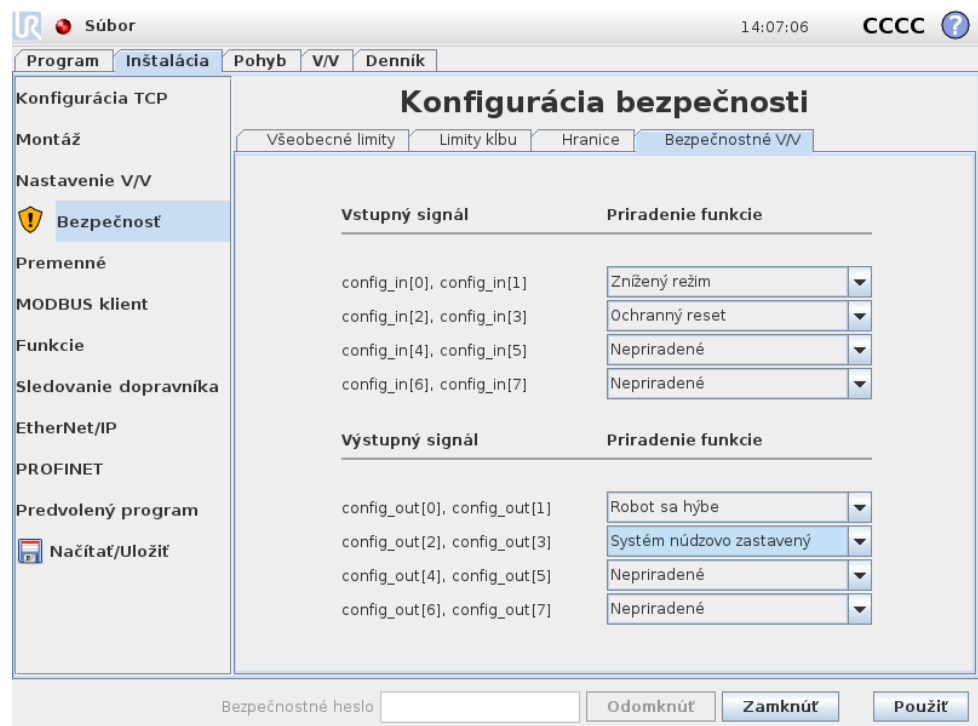 UR Súbor 14:07:06 CCCC ?
Program Inštalácia Pohyb V/V Denník
Konfigurácia TCP
Montáž
Nastavenie V/V
Bezpečnosť
Premenné
MODBUS klient
Funkcie
Sledovanie dopravníka
EtherNet/IP
PROFINET
Predvolený program
Načítať/Uložiť
Konfigurácia bezpečnosti
Všeobecné limity Limity kĺbu Hranice Bezpečnostné V/V
Vstupný signál Priradenie funkcie
config_in[0], config_in[1] Znížený režim
config_in[2], config_in[3] Ochranný reset
config_in[4], config_in[5] Nepriradené
config_in[6], config_in[7] Nepriradené
Výstupný signál Priradenie funkcie
config_out[0], config_out[1] Robot sa hýbe
config_out[2], config_out[3] Systém núdzovo zastavený
config_out[4], config_out[5] Nepriradené
config_out[6], config_out[7] Nepriradené
Bezpečnostné heslo Odomknúť Zamknúť Použiť